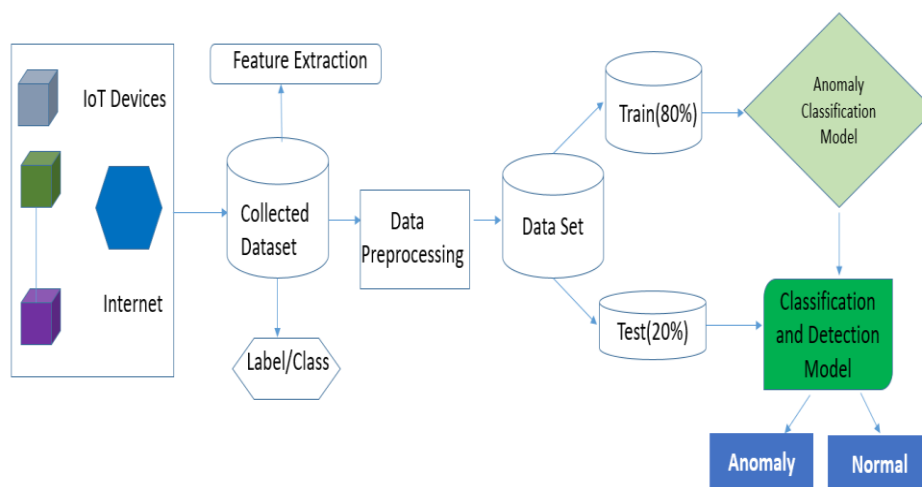 IoT Devices
Internet
Feature Extraction
Collected
Dataset
Label/Class
Data
Preprocessing
Data Set
Train(80%)
Test(20%)
Anomaly
Classification
Model
Classification
and Detection
Model
Anomaly
Normal